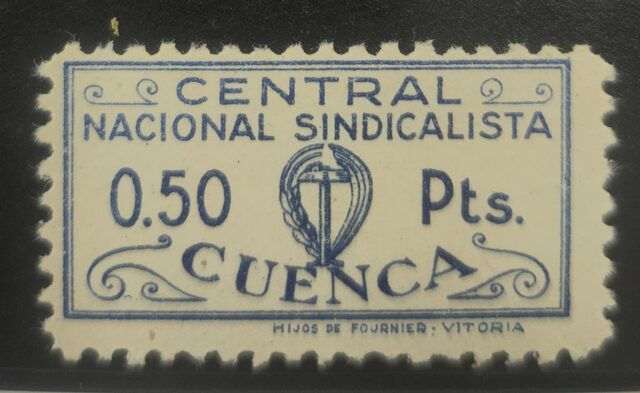 CENTRAL
NACIONAL SINDICALISTA
0.50 Pts.
CUENCA
HIJOS DE FOURNIER - VITORIA